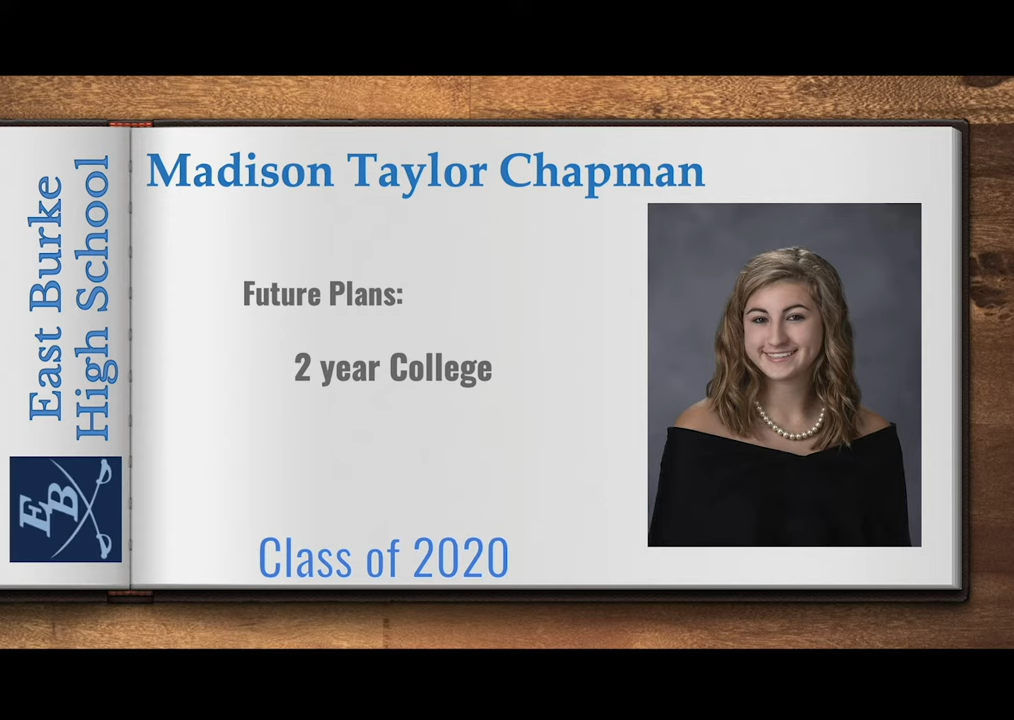 Madison Taylor Chapman
East Burke
High School
Future Plans:
2 year College
EB
Class of 2020